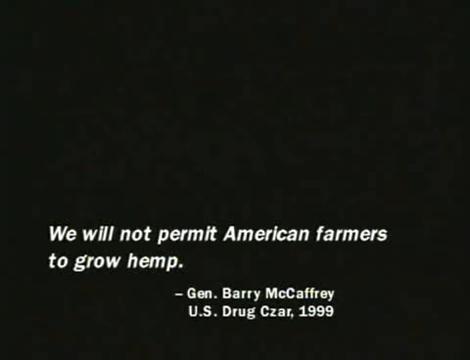 We will not permit American farmers
to grow hemp.
– Gen. Barry McCaffrey
U.S. Drug Czar, 1999